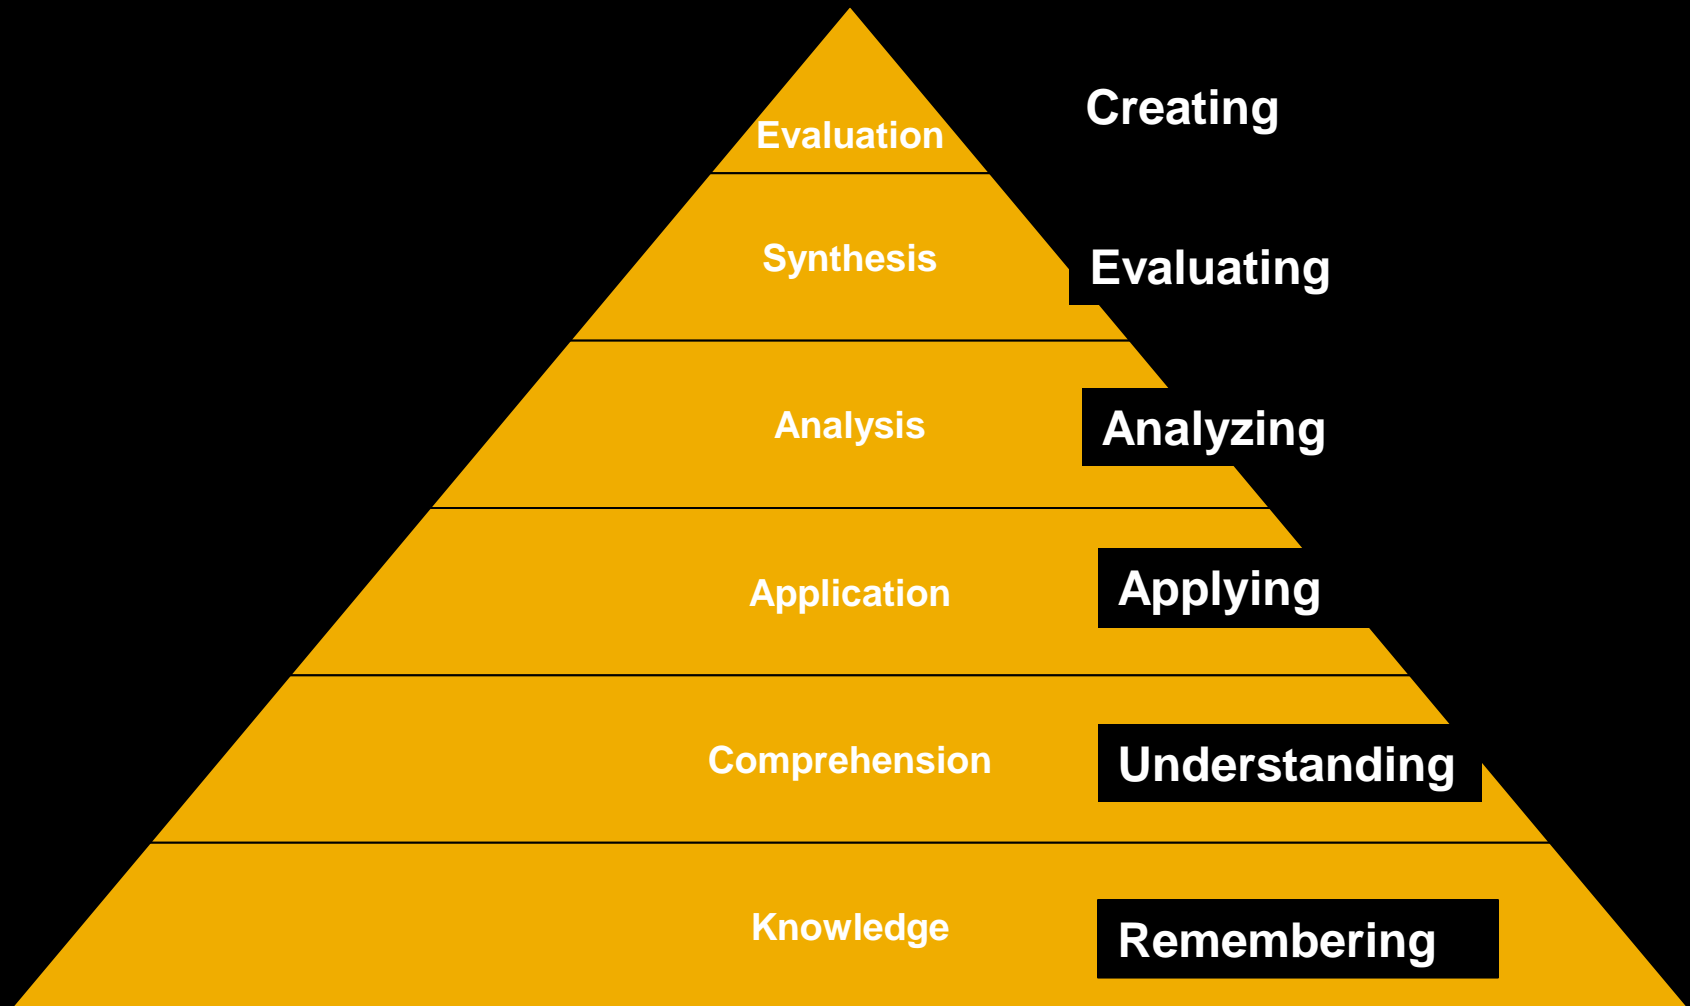 Creating
Evaluation
Synthesis
Evaluating
Analysis
Analyzing
Application
Applying
Comprehension
Understanding
Knowledge
Remembering